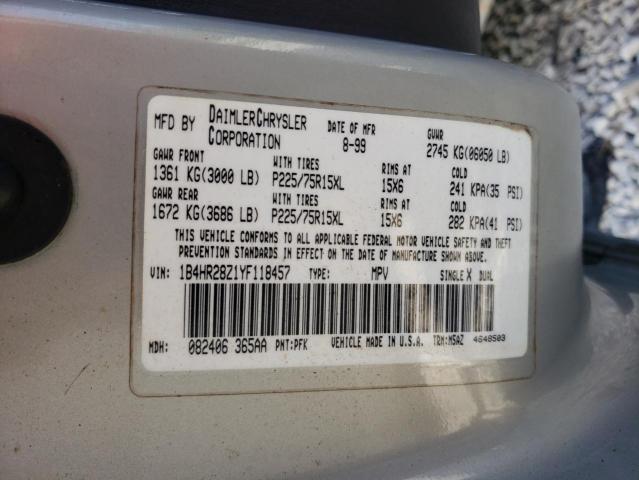 MFD BY DAIMLERCHRYSLER CORPORATION DATE OF MFR 8-99 GVWR 2745 KG(06050 LB)
GAWR FRONT WITH TIRES RIMS AT COLD
1361 KG(3000 LB) P225/75R15XL 15X6 241 KPA(35 PSI)
GAWR REAR WITH TIRES RIMS AT COLD
1672 KG(3686 LB) P225/75R15XL 15X6 282 KPA(41 PSI)
THIS VEHICLE CONFORMS TO ALL APPLICABLE FEDERAL MOTOR VEHICLE SAFETY AND THEFT
PROTECTION STANDARDS IN EFFECT ON THE DATE OF MANUFACTURE SHOWN ABOVE.
VIN: 1B4HR28Z1YF118457 TYPE: MPV SINGLE X DUAL
MDH: 082406 365AA PNT:PFK VEHICLE MADE IN U.S.A. TRM:M5AZ 4648503